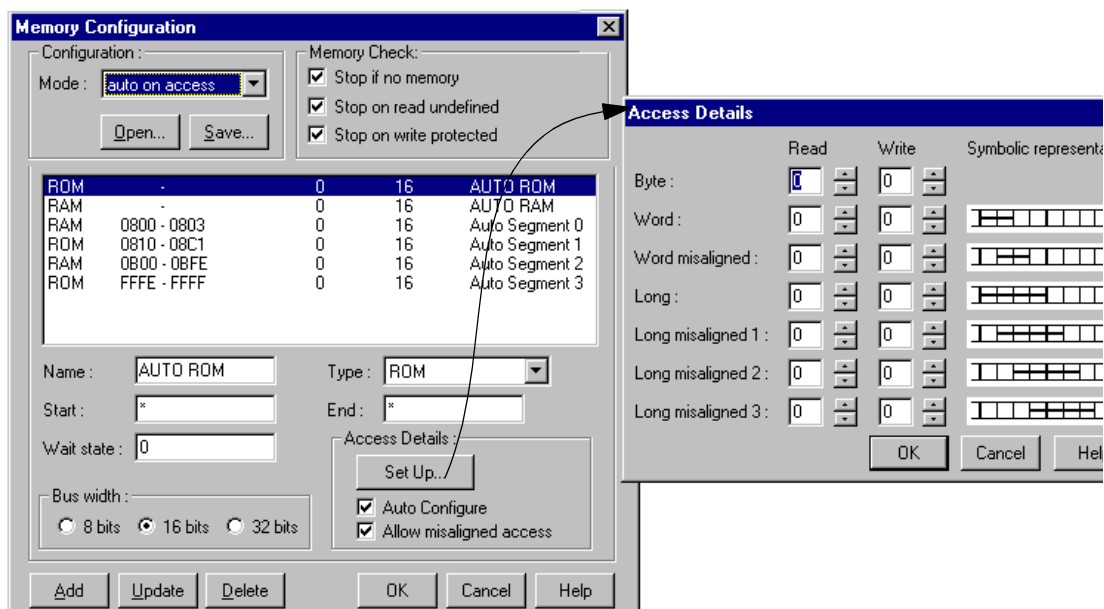 Memory Configuration
Configuration :
Mode : auto on access
Open... Save...
Memory Check:
Stop if no memory
Stop on read undefined
Stop on write protected
ROM - 0 16 AUTO ROM
RAM - 0 16 AUTO RAM
RAM 0800 - 0803 0 16 Auto Segment 0
ROM 0810 - 08C1 0 16 Auto Segment 1
RAM 0B00 - 0BFE 0 16 Auto Segment 2
ROM FFFE - FFFF 0 16 Auto Segment 3
Name : AUTO ROM Type : ROM
Start : * End : *
Wait state : 0
Access Details :
Set Up...
Auto Configure
Allow misaligned access
Bus width :
8 bits 16 bits 32 bits
Add Update Delete OK Cancel Help
Access Details
Read Write Symbolic representa
Byte : 0 0
Word : 0 0
Word misaligned : 0 0
Long : 0 0
Long misaligned 1 : 0 0
Long misaligned 2 : 0 0
Long misaligned 3 : 0 0
OK Cancel Hel